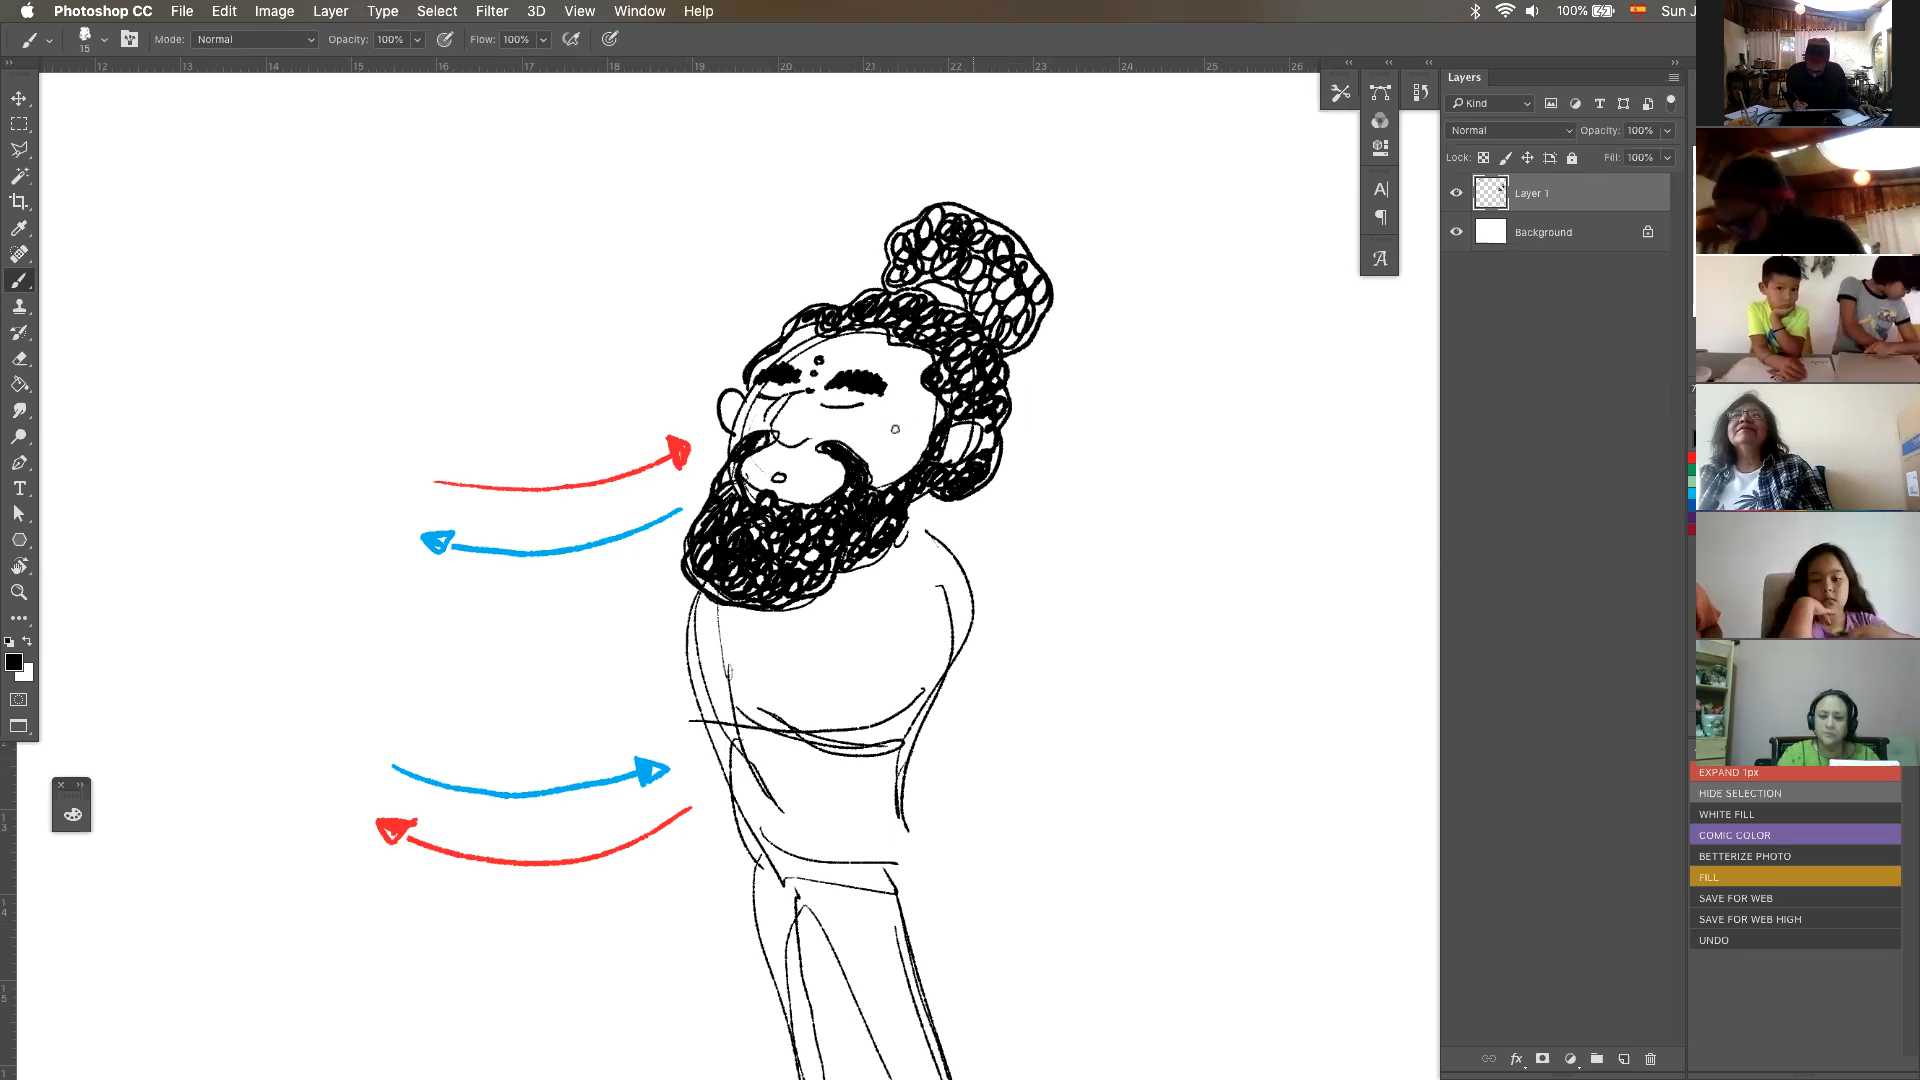 Photoshop CC File Edit Image Layer Type Select Filter 3D View Window Help 100% Sun J
15 Mode: Normal Opacity: 100% Flow: 100%
12 13 14 15 16 17 18 19 20 21 22 23 24 25 26
Layers
Kind
Normal Opacity: 100%
Lock: Fill: 100%
Layer 1
Background
EXPAND 1px
HIDE SELECTION
WHITE FILL
COMIC COLOR
BETTERIZE PHOTO
FILL
SAVE FOR WEB
SAVE FOR WEB HIGH
UNDO